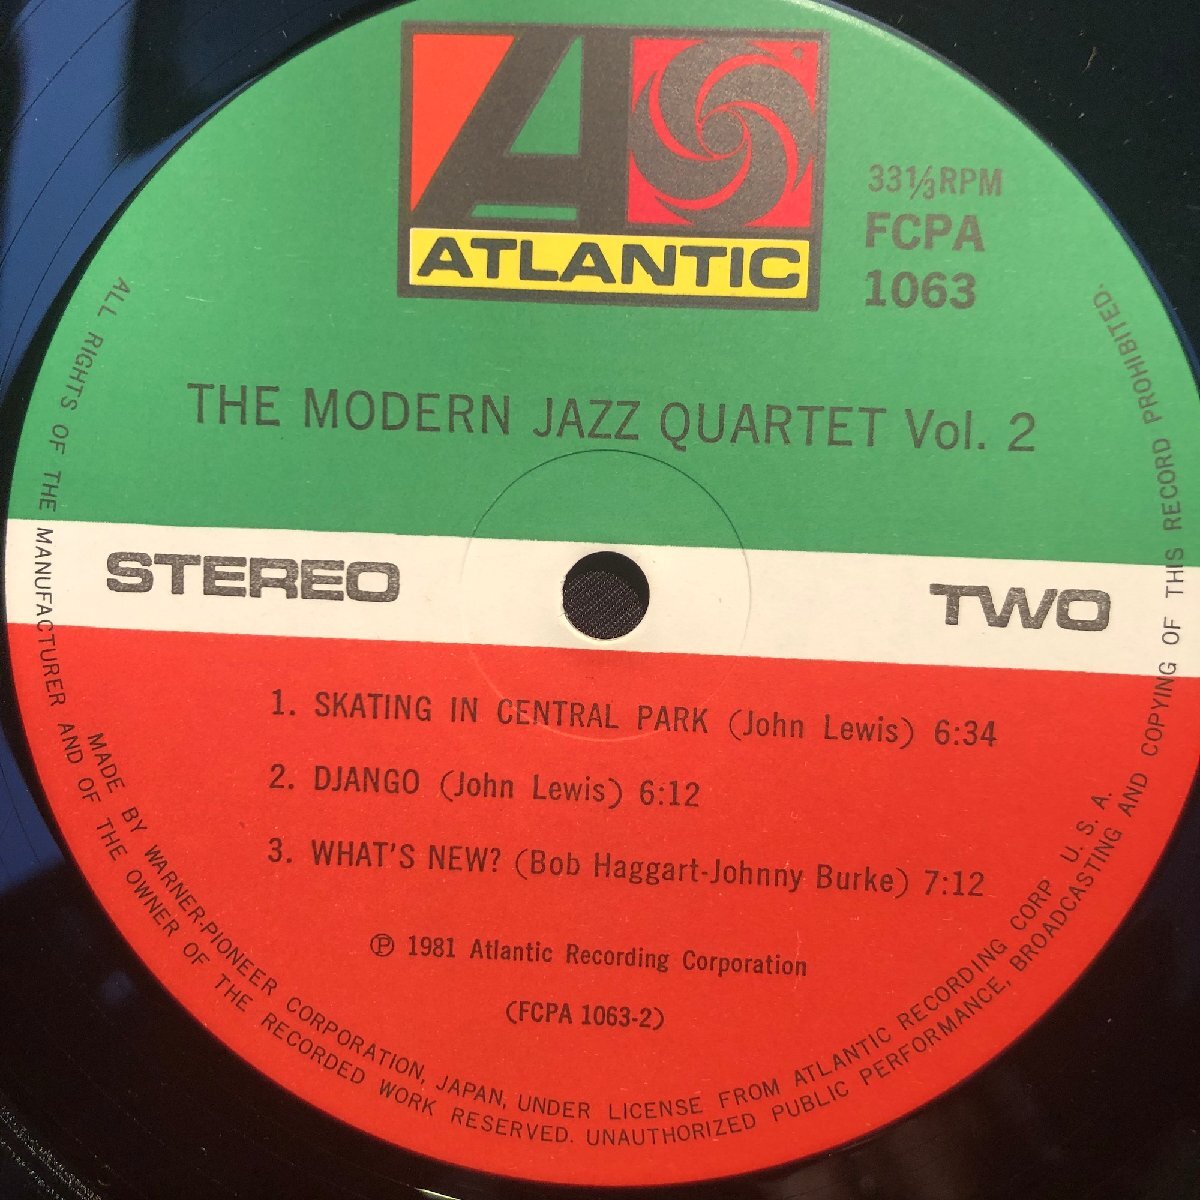 ATLANTIC
33 1/3 RPM
FCPA
1063
THE MODERN JAZZ QUARTET Vol. 2
STEREO
TWO
1. SKATING IN CENTRAL PARK (John Lewis) 6:34
2. DJANGO (John Lewis) 6:12
3. WHAT'S NEW? (Bob Haggart-Johnny Burke) 7:12
Ⓟ 1981 Atlantic Recording Corporation
(FCPA 1063-2)
MADE BY WARNER-PIONEER CORPORATION, JAPAN, UNDER LICENSE FROM ATLANTIC RECORDING CORP U. S. A.
ALL RIGHTS OF THE MANUFACTURER AND OF THE OWNER OF THE RECORDED WORK RESERVED. UNAUTHORIZED PUBLIC PERFORMANCE, BROADCASTING AND COPYING OF THIS RECORD PROHIBITED.